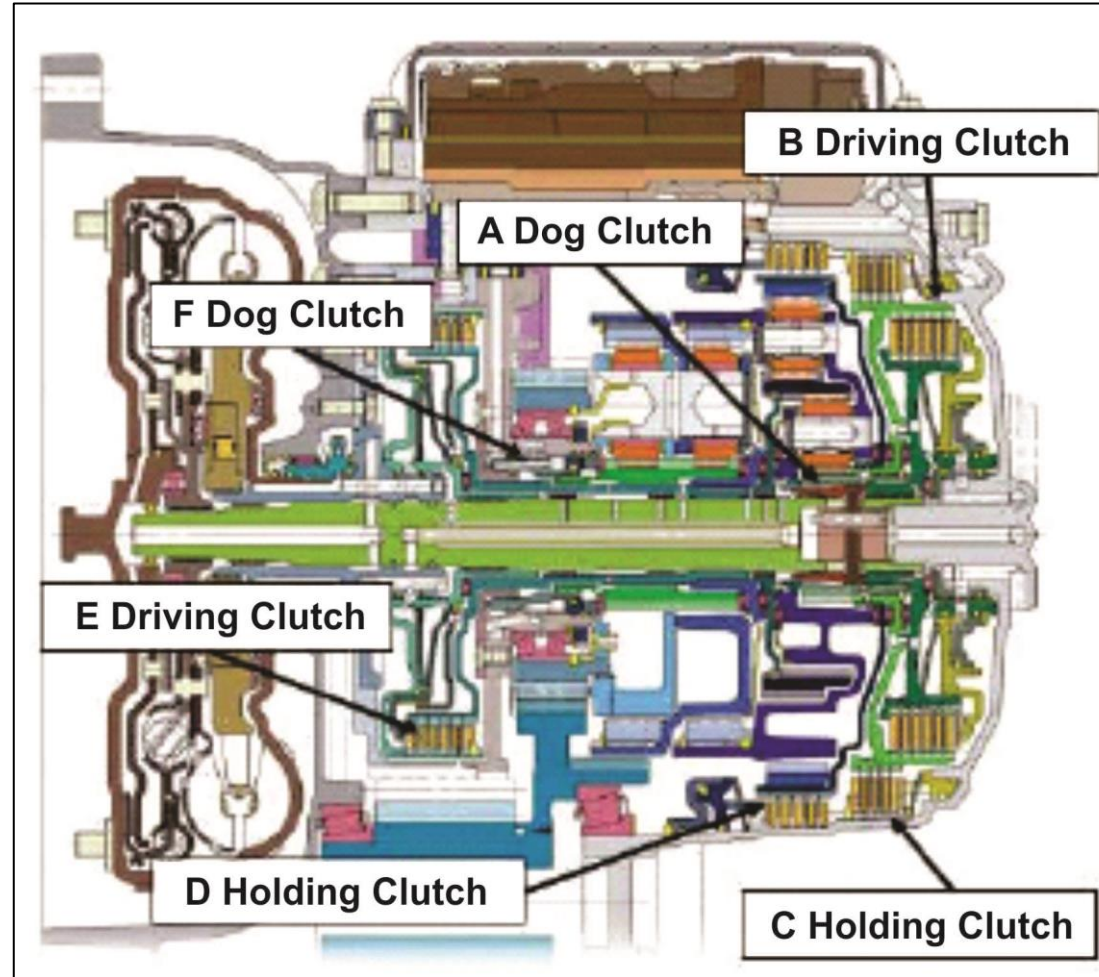 B Driving Clutch
A Dog Clutch
F Dog Clutch
E Driving Clutch
D Holding Clutch
C Holding Clutch